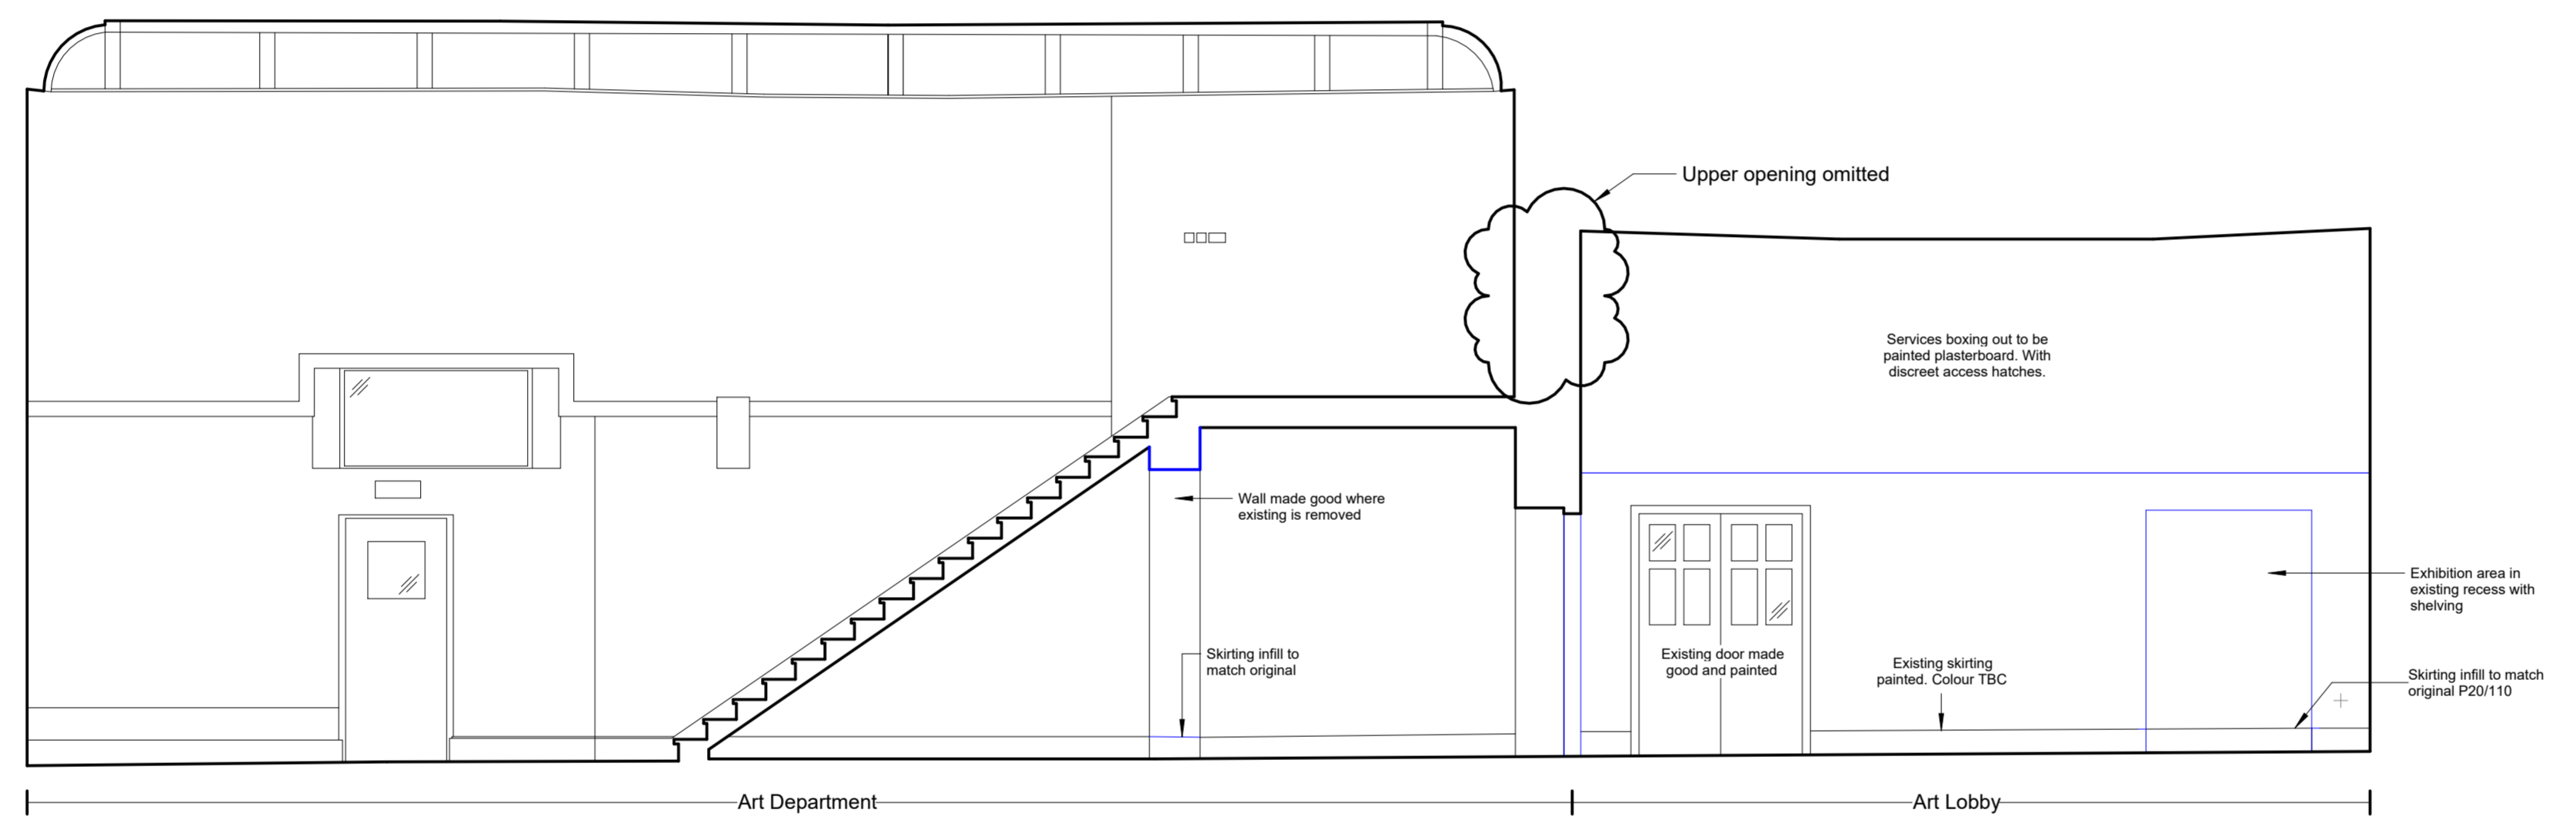 Upper opening omitted
Services boxing out to be
painted plasterboard. With
discreet access hatches.
Wall made good where
existing is removed
Exhibition area in
existing recess with
shelving
Skirting infill to
match original
Existing door made
good and painted
Existing skirting
painted. Colour TBC
Skirting infill to match
original P20/110
Art Department
Art Lobby